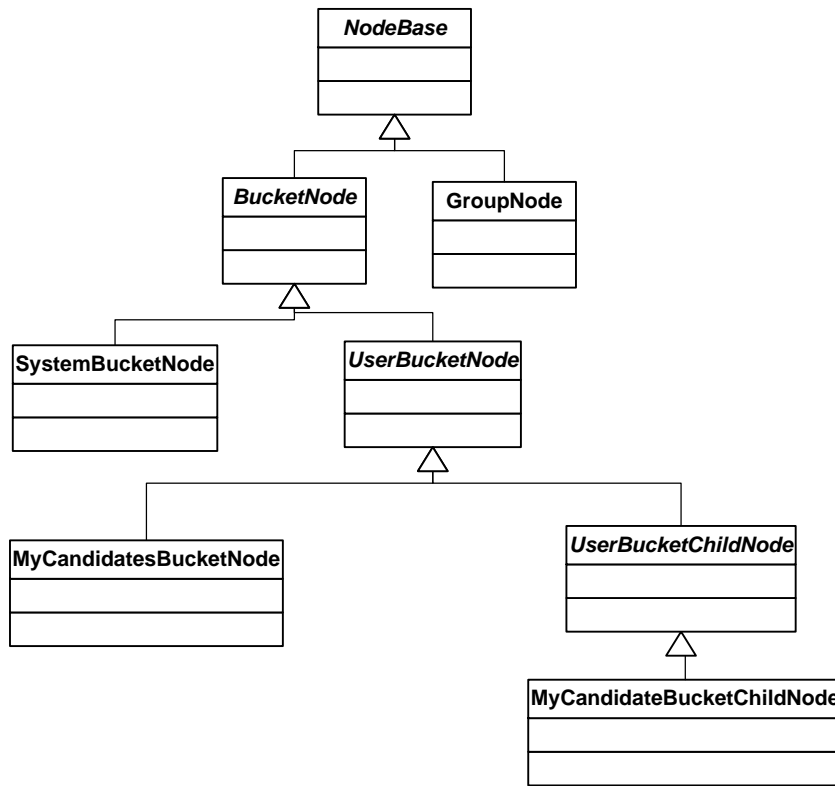 NodeBase
BucketNode
GroupNode
SystemBucketNode
UserBucketNode
MyCandidatesBucketNode
UserBucketChildNode
MyCandidateBucketChildNode